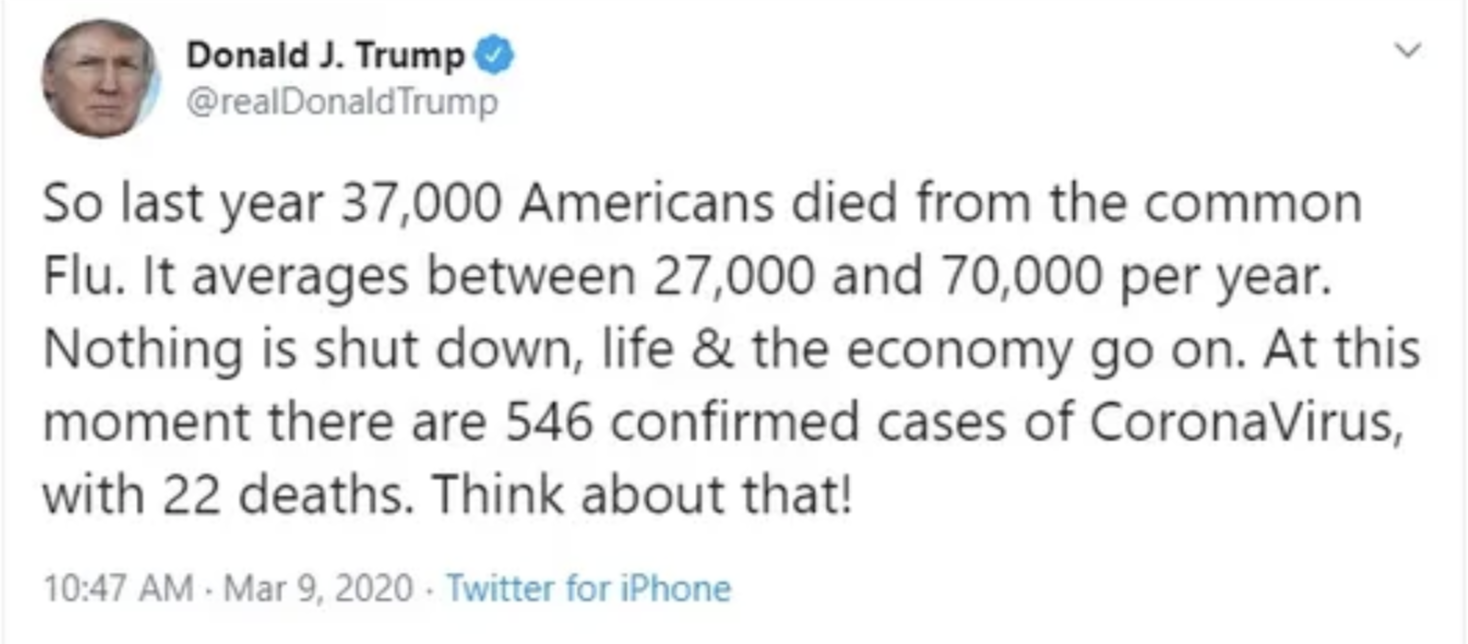 Donald J. Trump
@realDonaldTrump
So last year 37,000 Americans died from the common
Flu. It averages between 27,000 and 70,000 per year.
Nothing is shut down, life & the economy go on. At this
moment there are 546 confirmed cases of CoronaVirus,
with 22 deaths. Think about that!
10:47 AM · Mar 9, 2020 · Twitter for iPhone